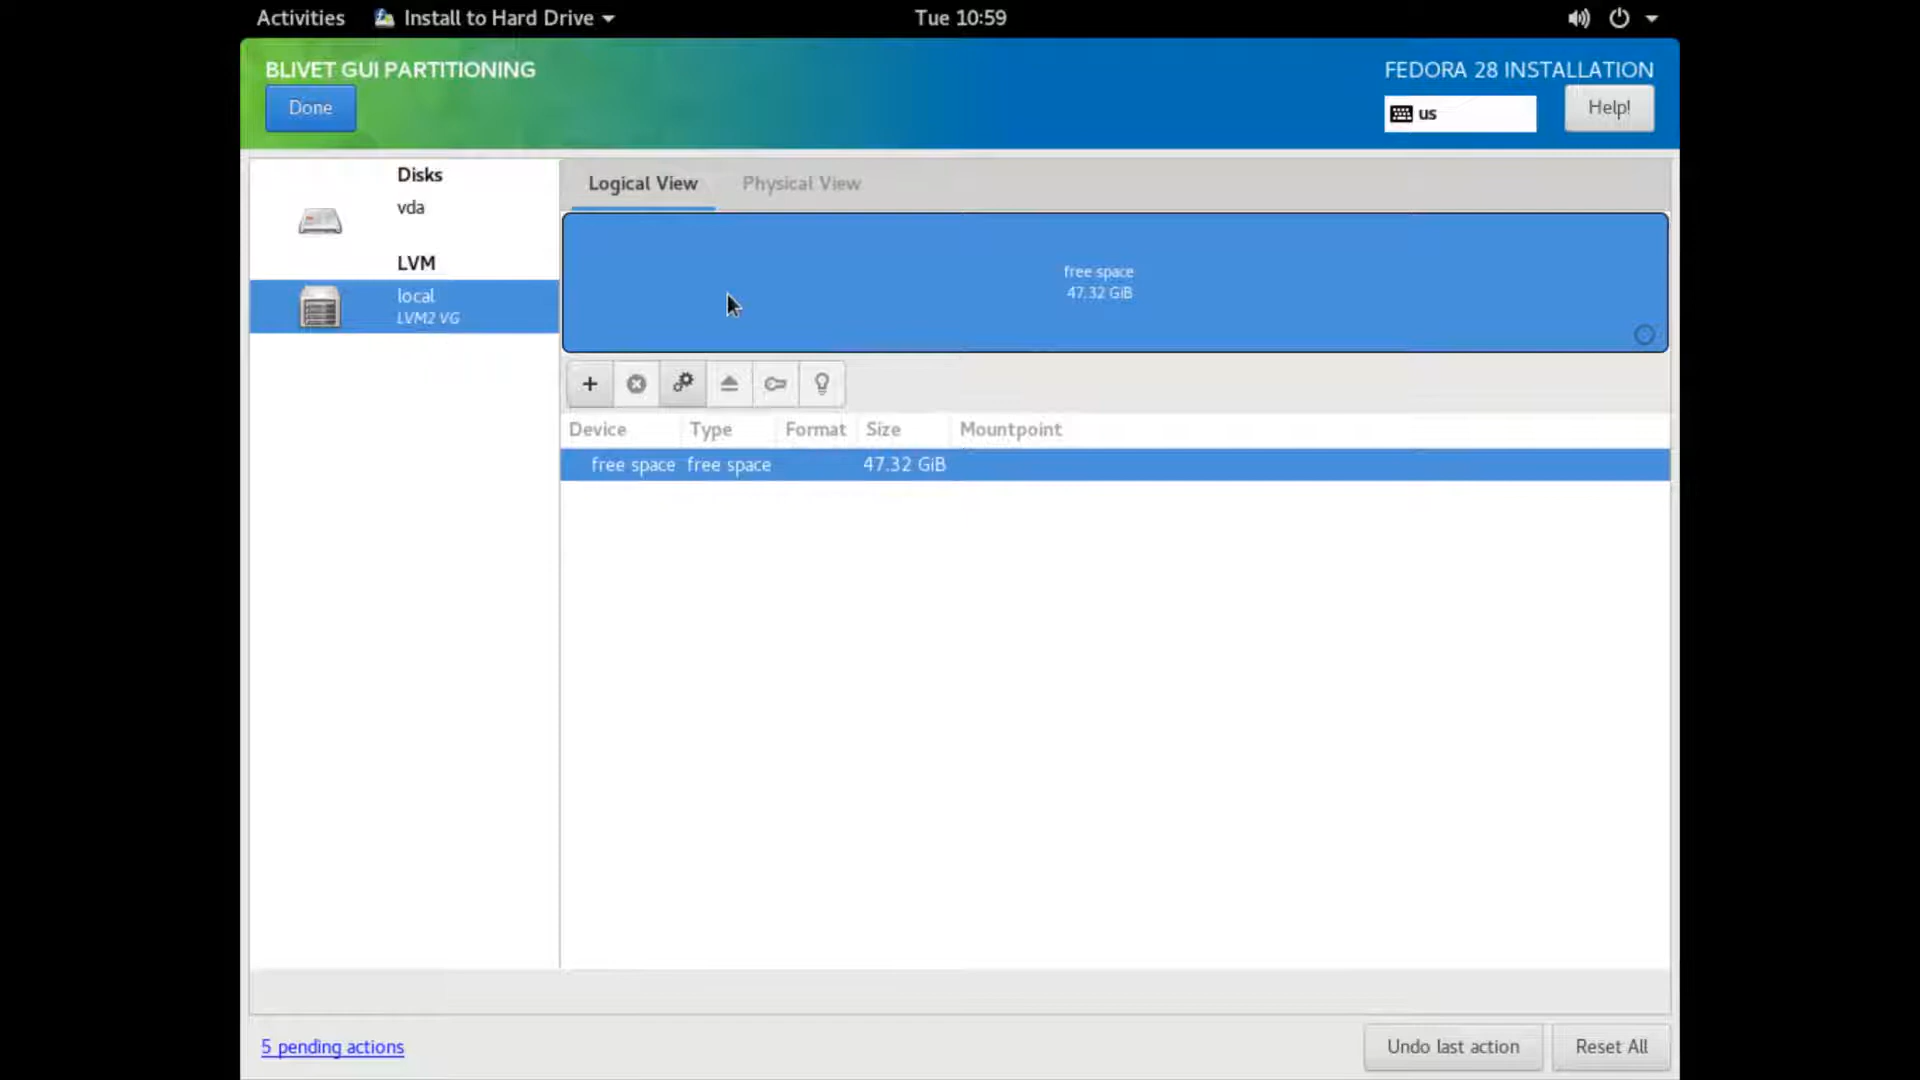 Activities
Install to Hard Drive
Tue 10:59
BLIVET GUI PARTITIONING
FEDORA 28 INSTALLATION
Done
us
Help!
Disks
vda
LVM
local
LVM2 VG
Logical View
Physical View
free space
47.32 GiB
Device Type Format Size Mountpoint
free space free space 47.32 GiB
5 pending actions
Undo last action
Reset All